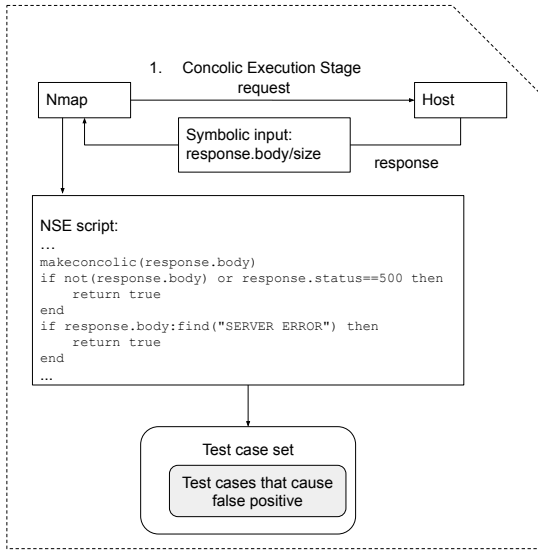 1. Concolic Execution Stage
request
Nmap
Host
Symbolic input:
response.body/size
response
NSE script:
...
makeconcolic(response.body)
if not(response.body) or response.status==500 then
    return true
end
if response.body:find("SERVER ERROR") then
    return true
end
...
Test case set
Test cases that cause
false positive